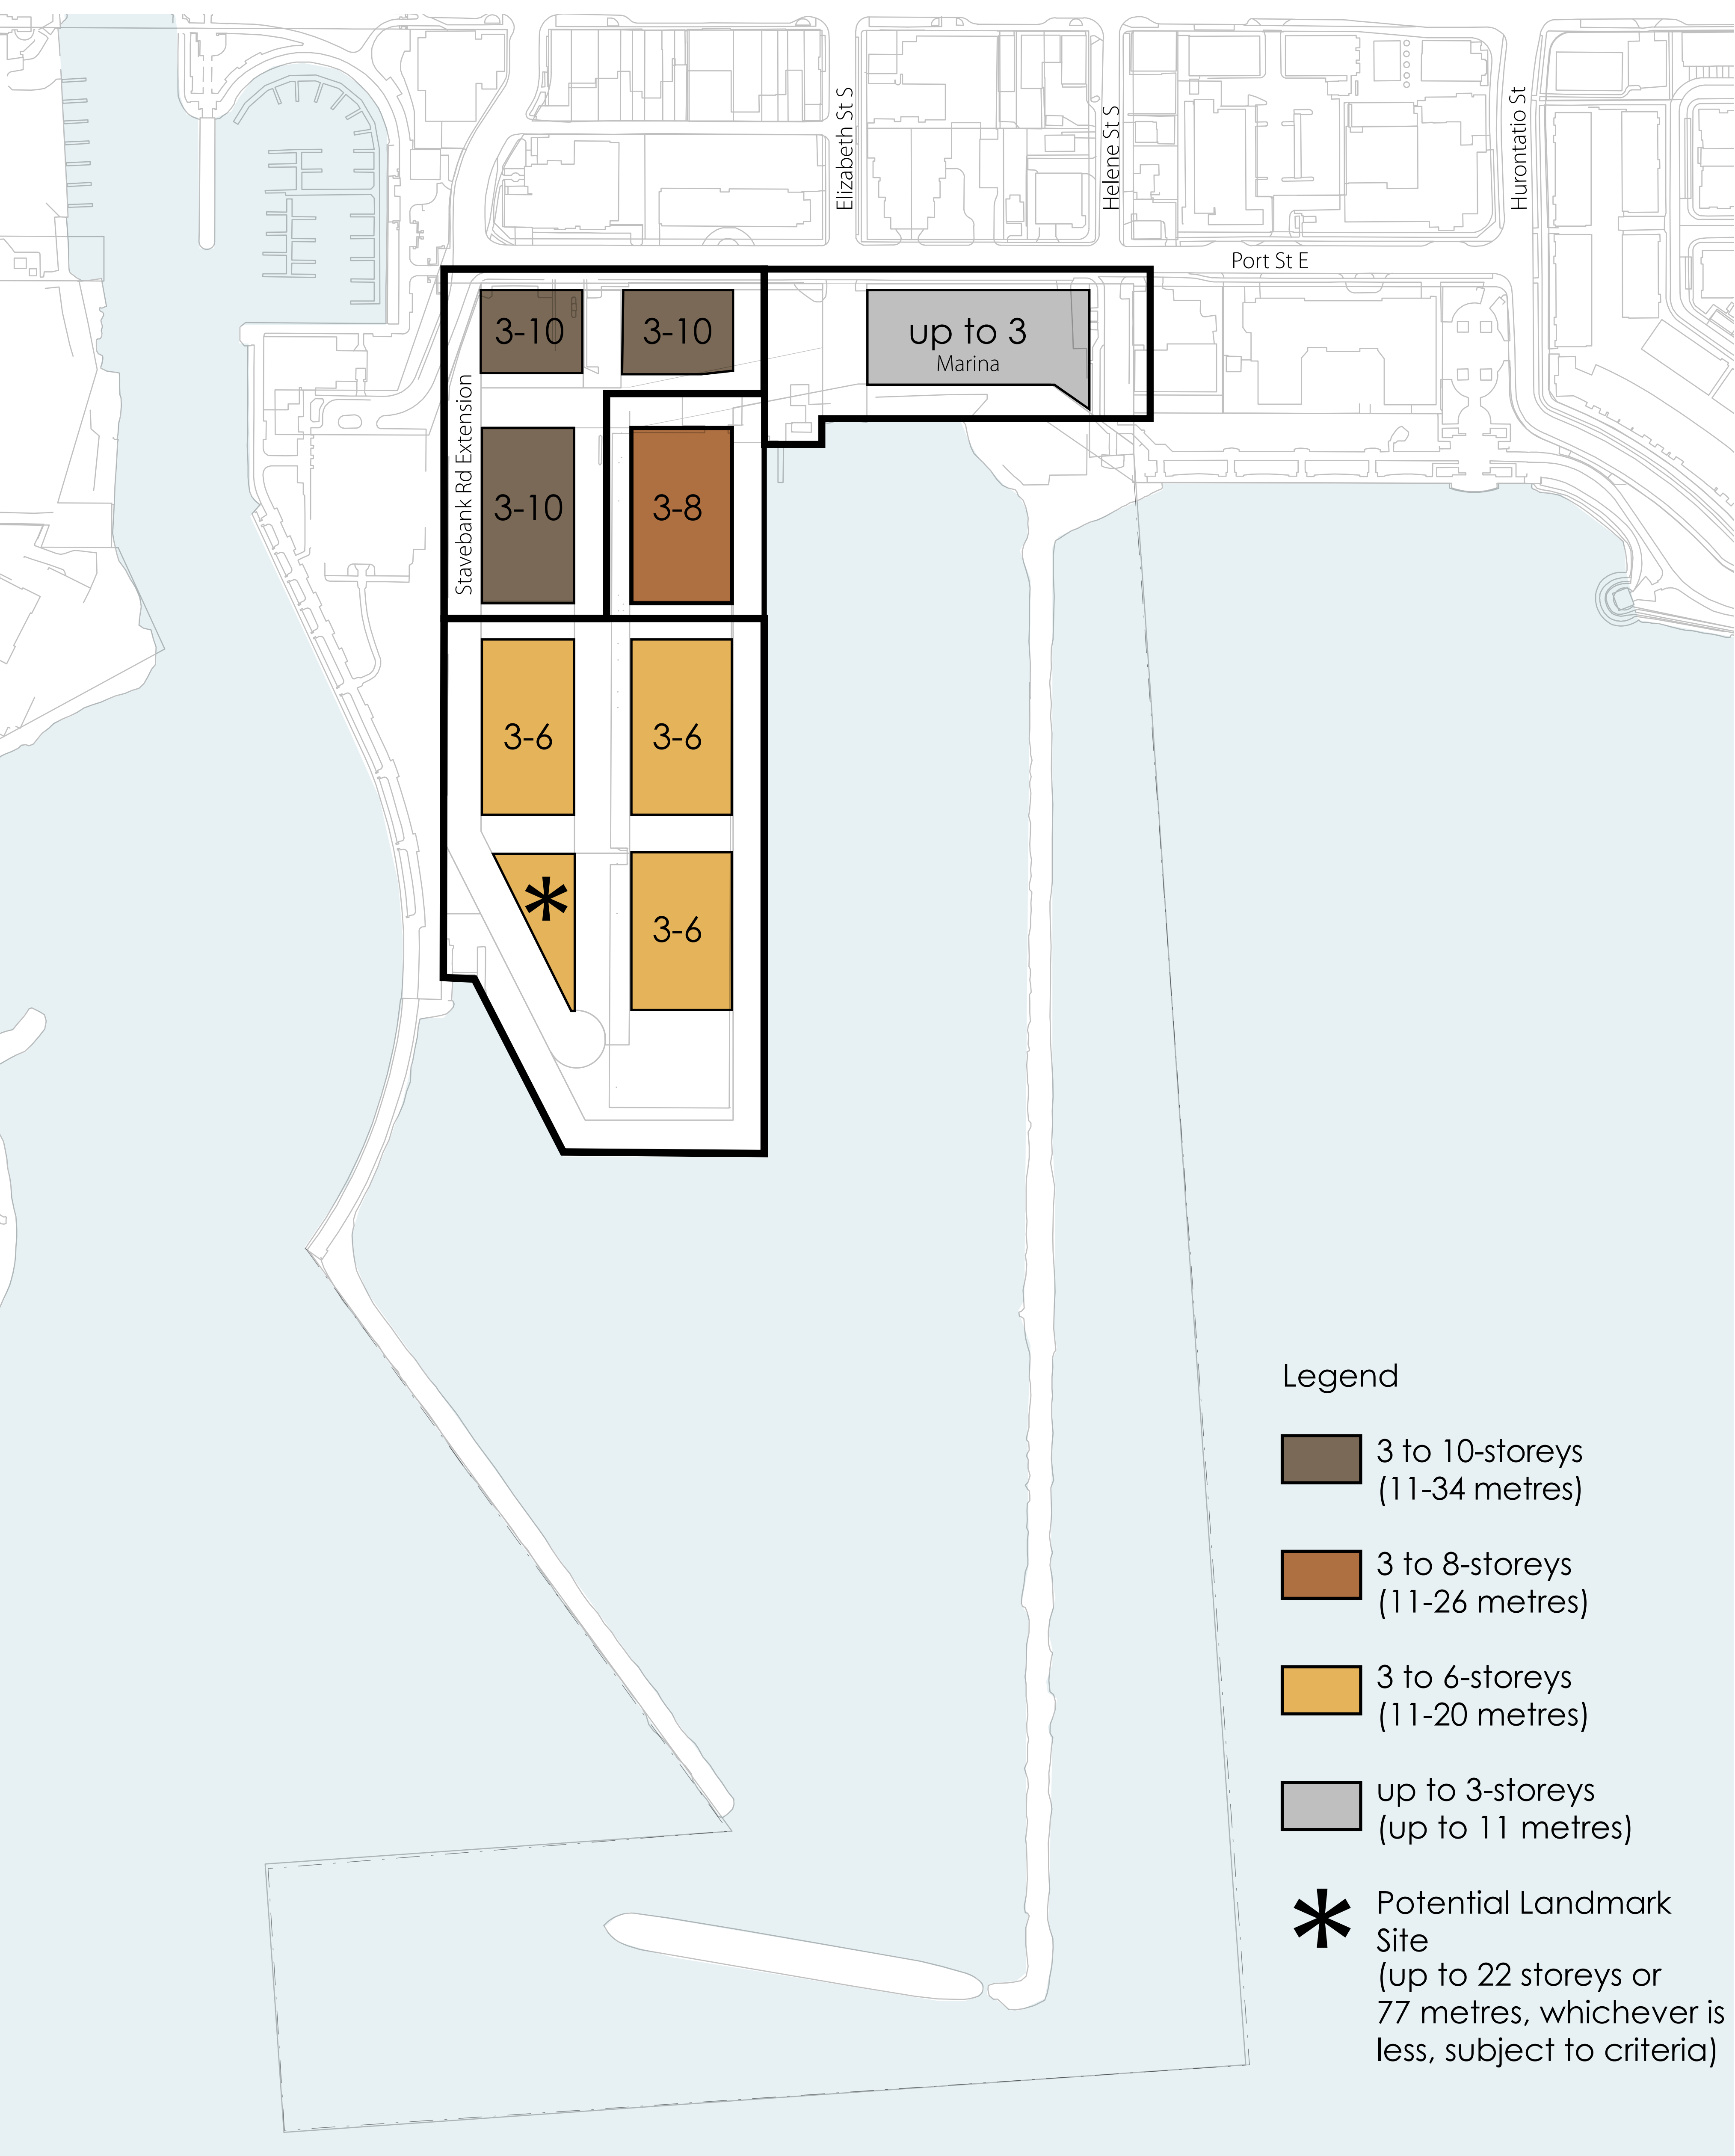 Elizabeth St S
Helene St S
Hurontatio St
Port St E
3-10
3-10
up to 3
Marina
Stavebank Rd Extension
3-10
3-8
3-6
3-6
*
3-6
Legend
3 to 10-storeys
(11-34 metres)
3 to 8-storeys
(11-26 metres)
3 to 6-storeys
(11-20 metres)
up to 3-storeys
(up to 11 metres)
* Potential Landmark
Site
(up to 22 storeys or
77 metres, whichever is
less, subject to criteria)